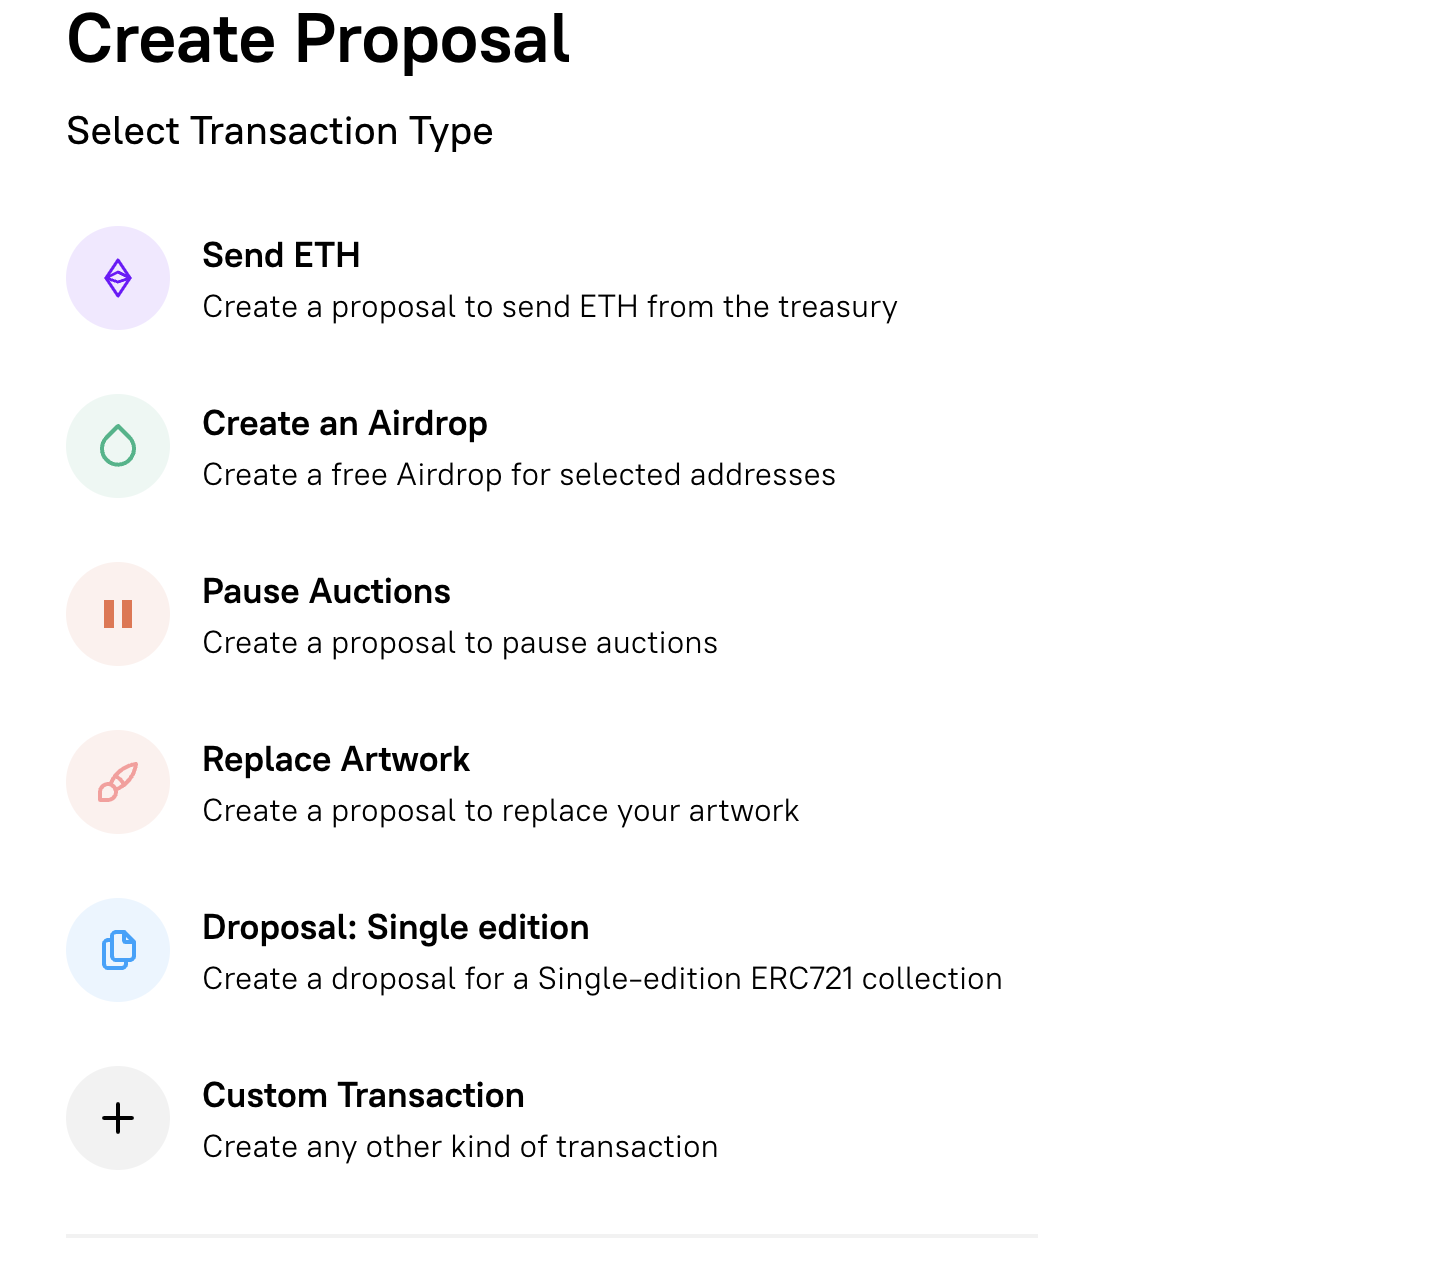 Create Proposal
Select Transaction Type
Send ETH
Create a proposal to send ETH from the treasury
Create an Airdrop
Create a free Airdrop for selected addresses
Pause Auctions
Create a proposal to pause auctions
Replace Artwork
Create a proposal to replace your artwork
Droposal: Single edition
Create a droposal for a Single-edition ERC721 collection
Custom Transaction
Create any other kind of transaction